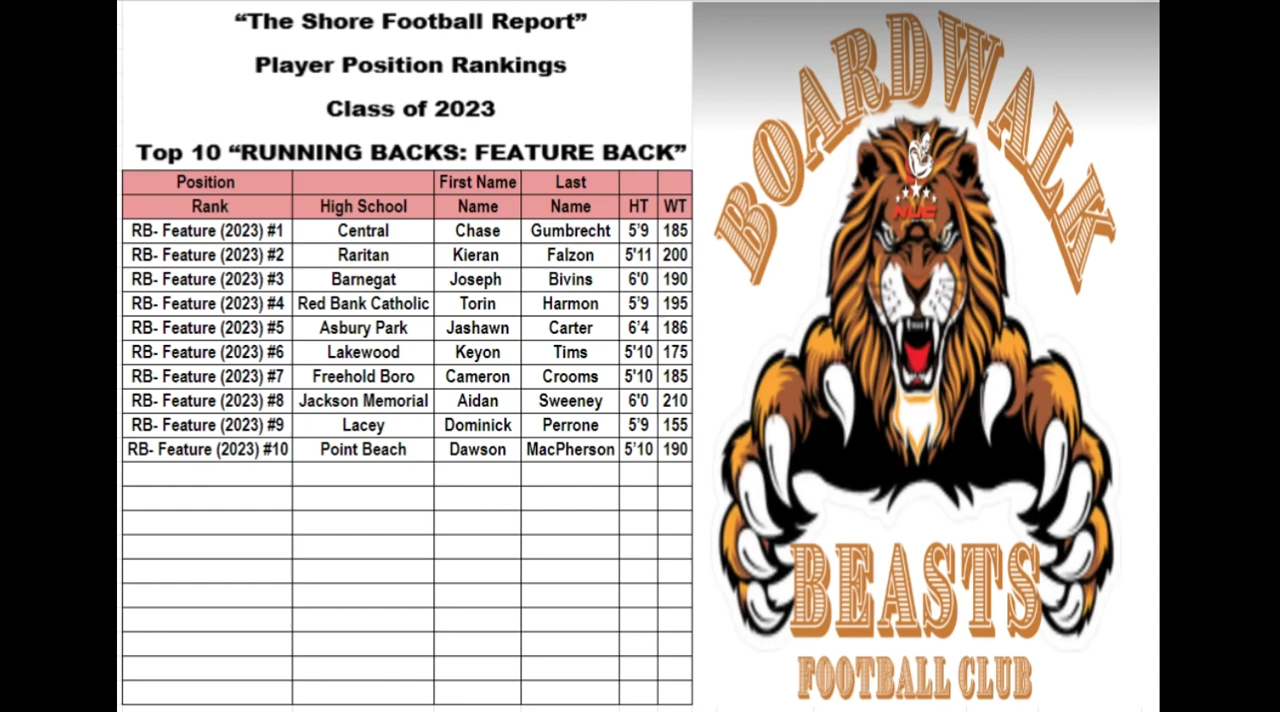 “The Shore Football Report”
Player Position Rankings
Class of 2023
Top 10 “RUNNING BACKS: FEATURE BACK”
Position First Name Last
Rank High School Name Name HT WT
RB- Feature (2023) #1 Central Chase Gumbrecht 5’9 185
RB- Feature (2023) #2 Raritan Kieran Falzon 5'11 200
RB- Feature (2023) #3 Barnegat Joseph Bivins 6'0 190
RB- Feature (2023) #4 Red Bank Catholic Torin Harmon 5’9 195
RB- Feature (2023) #5 Asbury Park Jashawn Carter 6’4 186
RB- Feature (2023) #6 Lakewood Keyon Tims 5'10 175
RB- Feature (2023) #7 Freehold Boro Cameron Crooms 5'10 185
RB- Feature (2023) #8 Jackson Memorial Aidan Sweeney 6'0 210
RB- Feature (2023) #9 Lacey Dominick Perrone 5’9 155
RB- Feature (2023) #10 Point Beach Dawson MacPherson 5’10 190
BOARDWALK
NUC
BEASTS
FOOTBALL CLUB